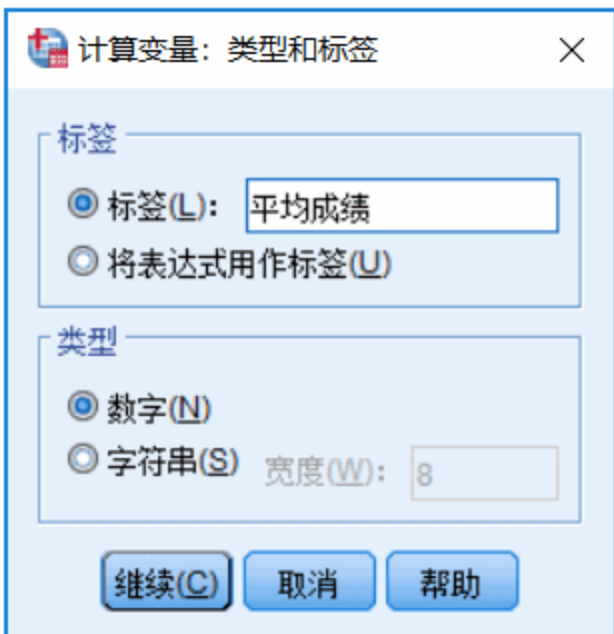 计算变量：类型和标签
标签
标签(L)： 平均成绩
将表达式用作标签(U)
类型
数字(N)
字符串(S) 宽度(W)： 8
继续(C) 取消 帮助